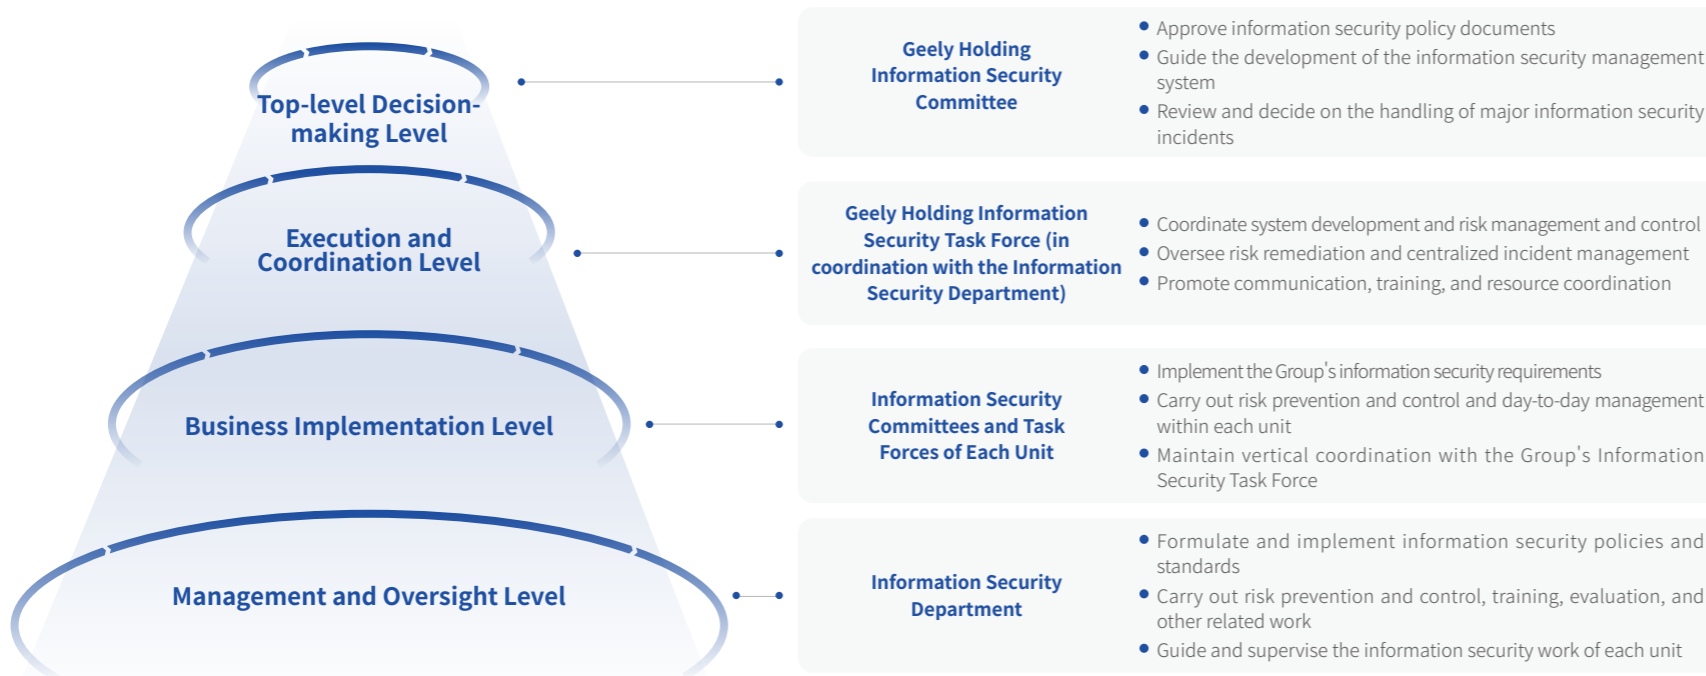 Top-level Decision-
making Level
Geely Holding
Information Security
Committee
• Approve information security policy documents
• Guide the development of the information security management
system
• Review and decide on the handling of major information security
incidents
Execution and
Coordination Level
Geely Holding Information
Security Task Force (in
coordination with the Information
Security Department)
• Coordinate system development and risk management and control
• Oversee risk remediation and centralized incident management
• Promote communication, training, and resource coordination
Business Implementation Level
Information Security
Committees and Task
Forces of Each Unit
• Implement the Group's information security requirements
• Carry out risk prevention and control and day-to-day management
within each unit
• Maintain vertical coordination with the Group's Information
Security Task Force
Management and Oversight Level
Information Security
Department
• Formulate and implement information security policies and
standards
• Carry out risk prevention and control, training, evaluation, and
other related work
• Guide and supervise the information security work of each unit